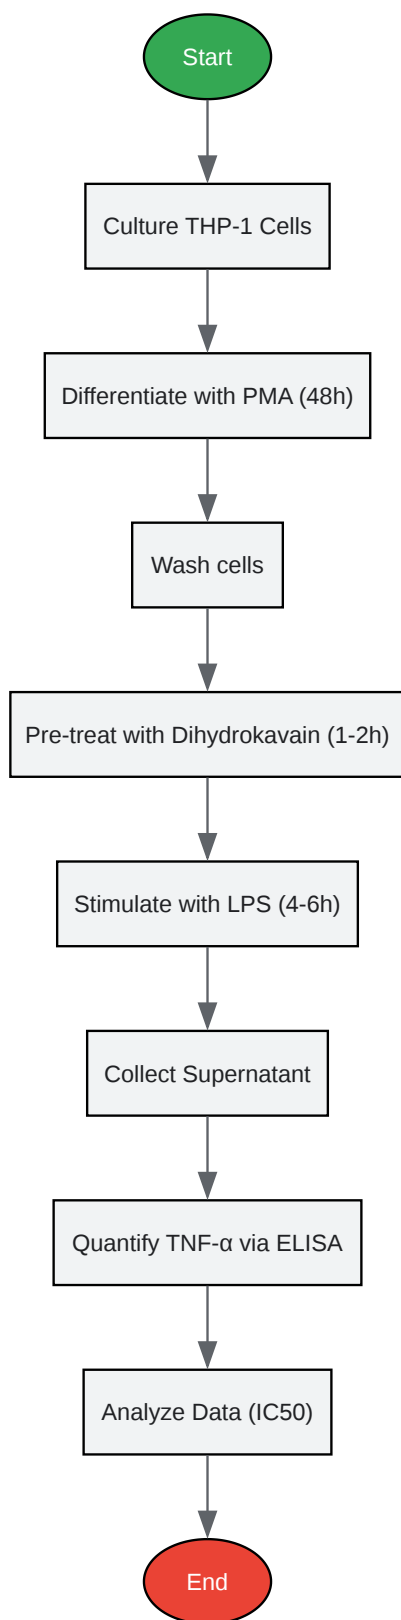 Start
Culture THP-1 Cells
Differentiate with PMA (48h)
Wash cells
Pre-treat with Dihydrokavain (1-2h)
Stimulate with LPS (4-6h)
Collect Supernatant
Quantify TNF-α via ELISA
Analyze Data (IC50)
End